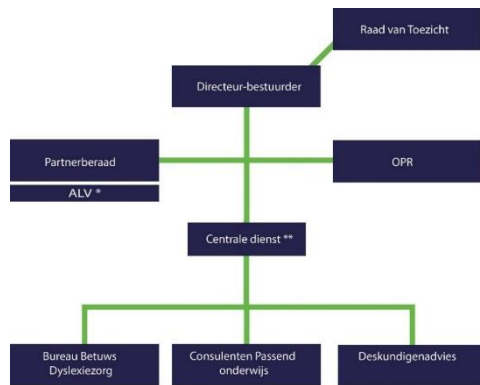 Raad van Toezicht
Directeur-bestuurder
Partnerberaad
OPR
ALV *
Centrale dienst **
Bureau Betuws
Dyslexiezorg
Consulenten Passend
onderwijs
Deskundigenadvies